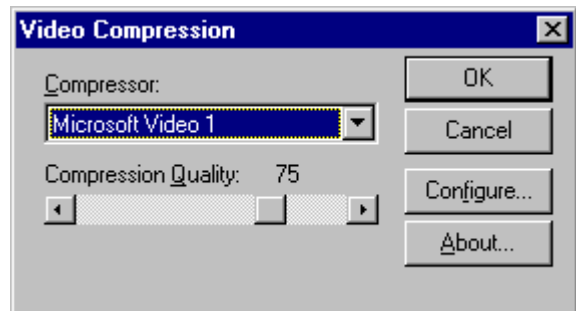 Video Compression
Compressor:
Microsoft Video 1
Compression Quality: 75
OK
Cancel
Configure...
About...